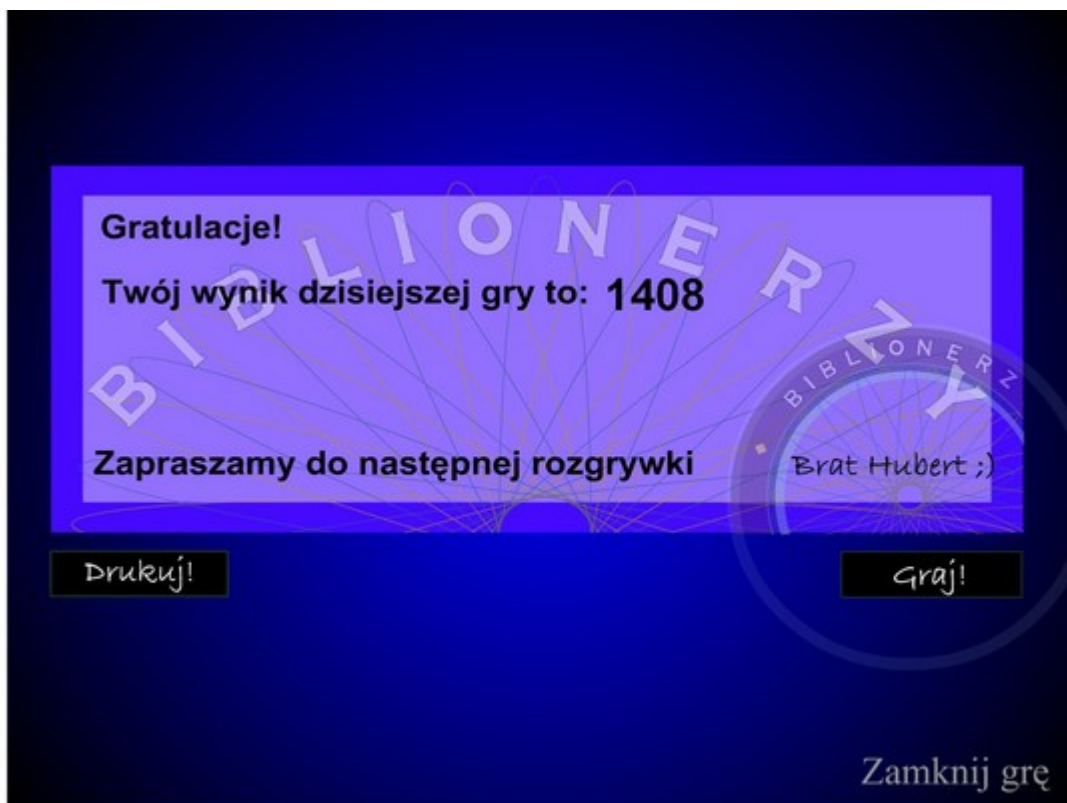 Gratulacje!
BIBLIONERZY
Twój wynik dzisiejszej gry to: 1408
BIBLIONERZ
Zapraszamy do następnej rozgrywki
Brat Hubert ;)
Drukuj!
Graj!
Zamknij grę